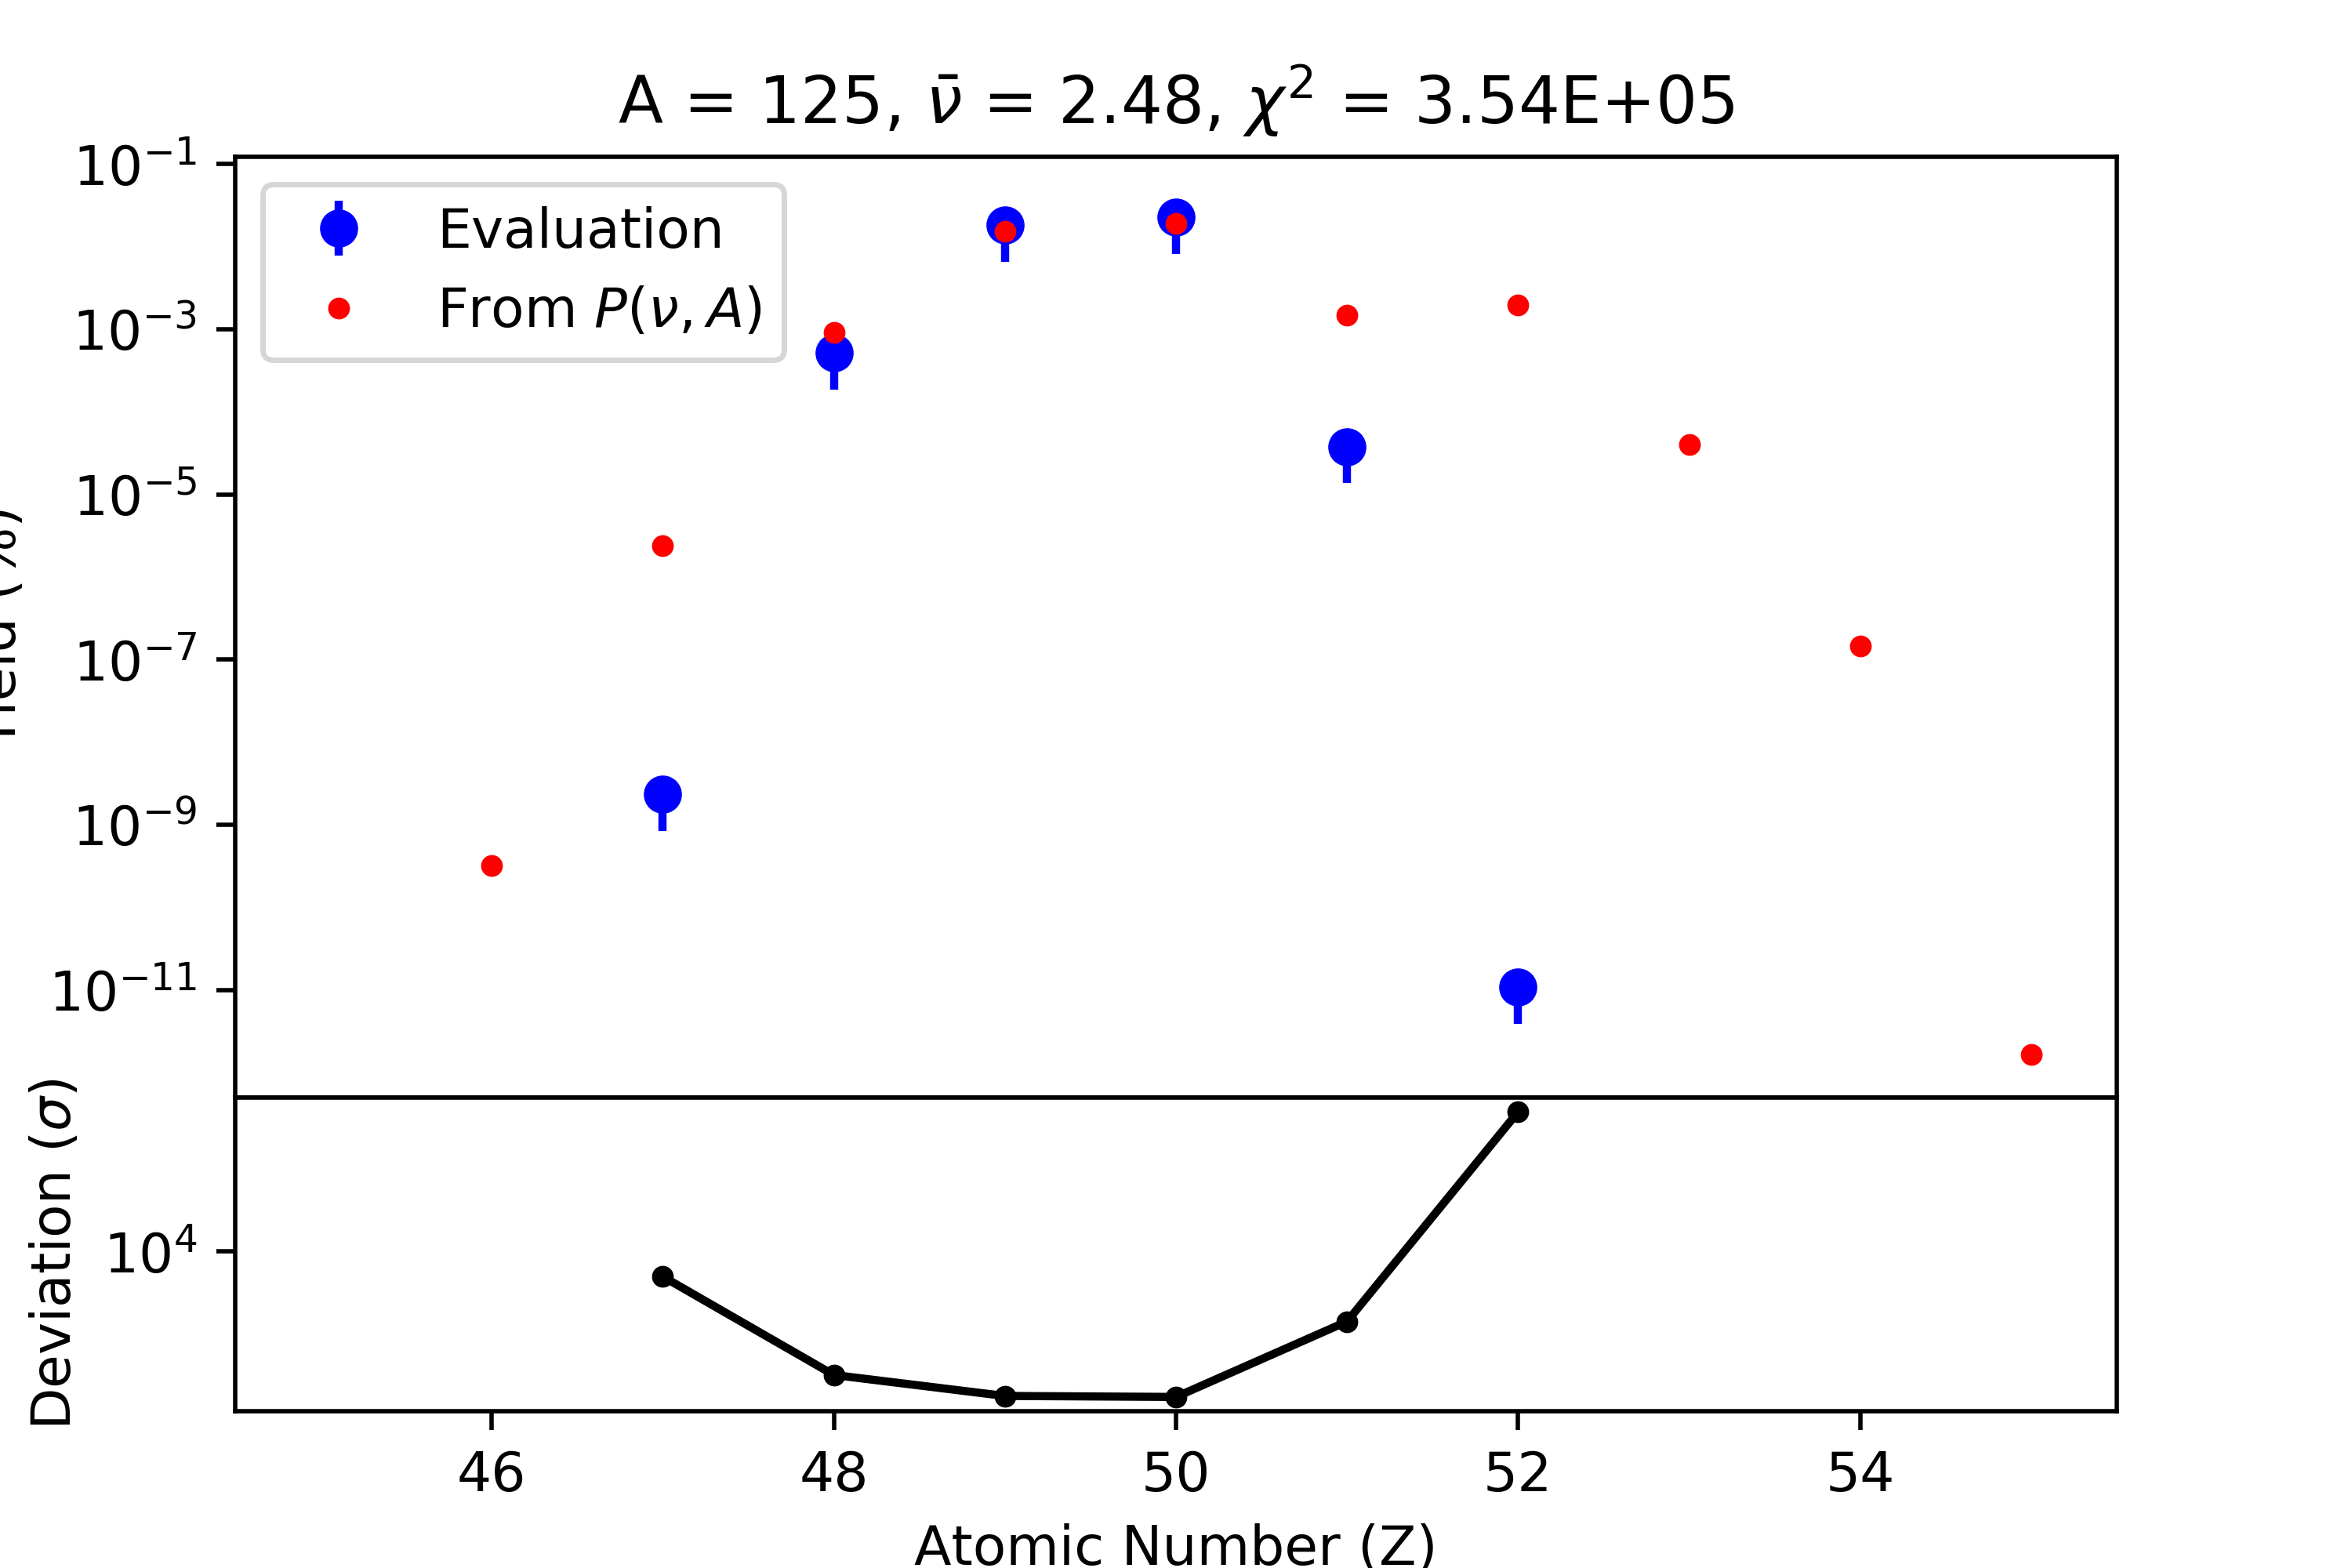 A = 125, ν̄ = 2.48, χ² = 3.54E+05
Evaluation
From P(ν, A)
10⁻¹
10⁻³
10⁻⁵
10⁻⁷
10⁻⁹
10⁻¹¹
(%)
Deviation (σ)
10⁴
46 48 50 52 54
Atomic Number (Z)